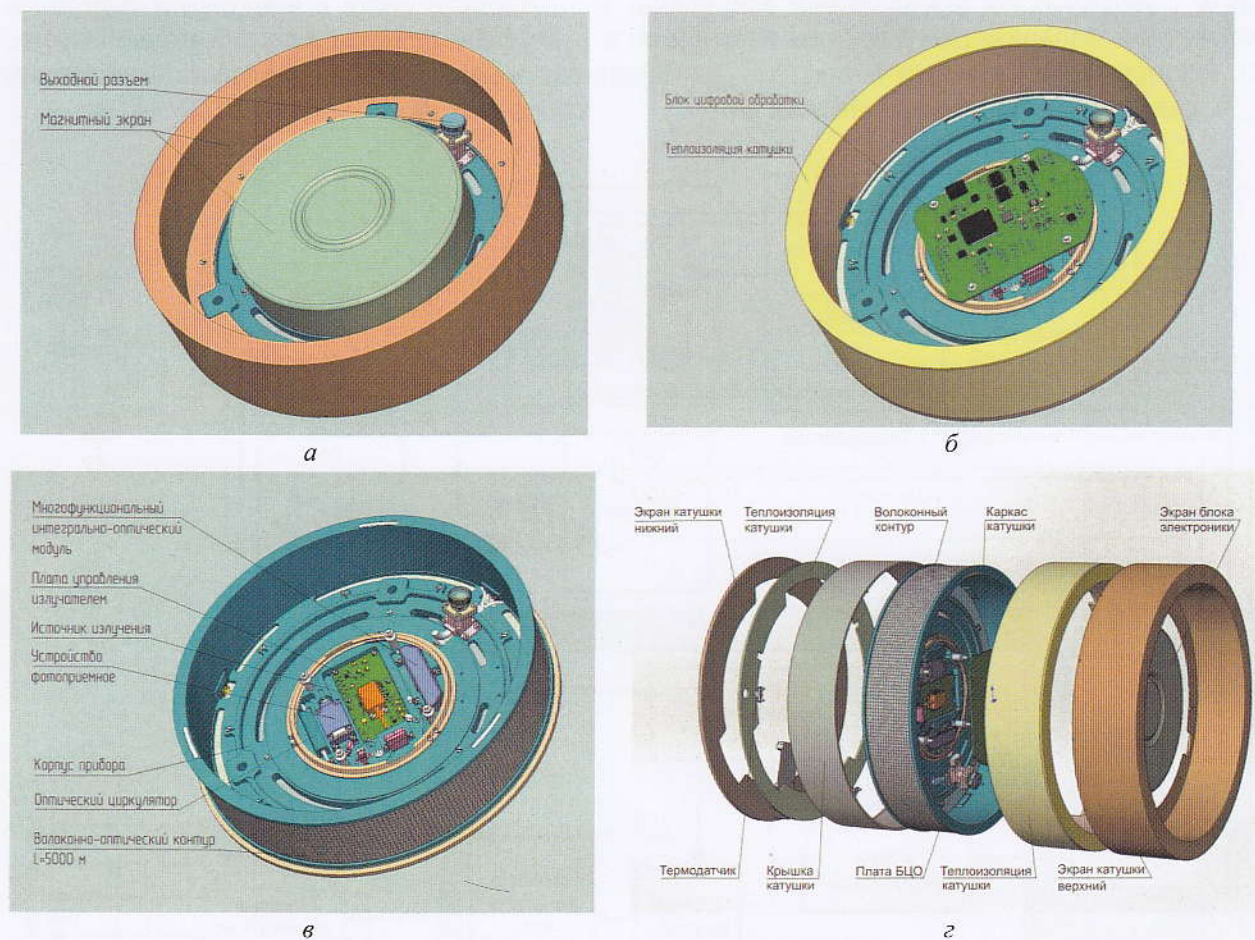 Выходной разъем
Магнитный экран
а
Блок цифровой обработки
Теплоизоляция катушки
б
Многофункциональный
интегрально-оптический
модуль
Плата управления
излучателем
Источник излучения
Устройство
фотоприемное
Корпус прибора
Оптический циркулятор
Волоконно-оптический контур
L=5000 м
в
Экран катушки
нижний
Теплоизоляция
катушки
Волоконный
контур
Каркас
катушки
Экран блока
электроники
Термодатчик
Крышка
катушки
Плата БЦО
Теплоизоляция
катушки
Экран катушки
верхний
г